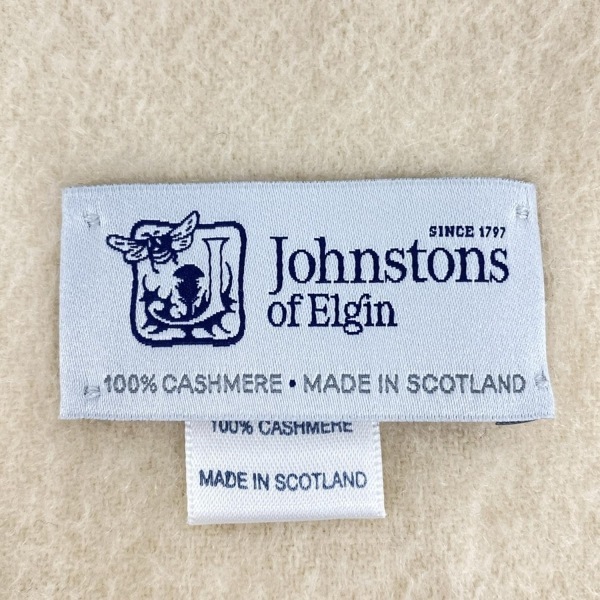 SINCE 1797
Johnstons
of Elgin
100% CASHMERE • MADE IN SCOTLAND
100% CASHMERE
MADE IN SCOTLAND